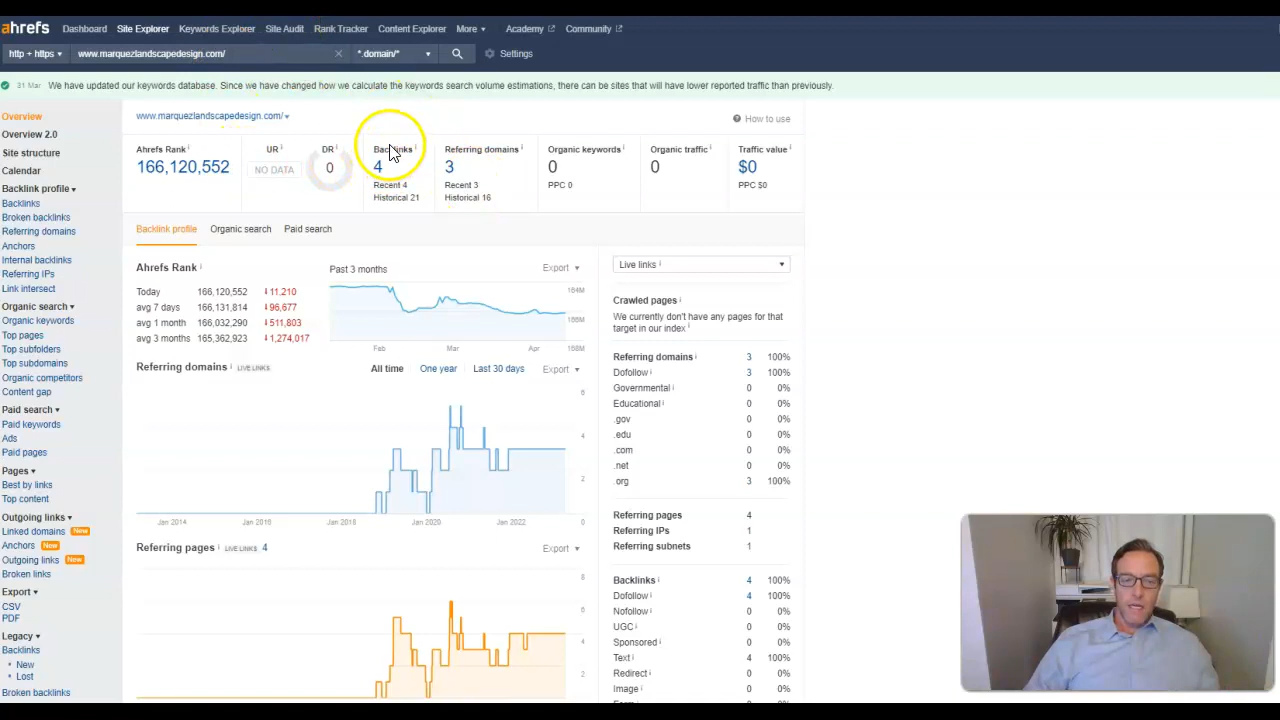 ahrefs Dashboard Site Explorer Keywords Explorer Site Audit Rank Tracker Content Explorer More Academy Community
http + https www.marquezlandscapedesign.com/ *.domain/* Settings
31 Mar We have updated our keywords database. Since we have changed how we calculate the keywords search volume estimations, there can be sites that will have lower reported traffic than previously.
Overview
Overview 2.0
Site structure
Calendar
Backlink profile
Backlinks
Broken backlinks
Referring domains
Anchors
Internal backlinks
Referring IPs
Link intersect
Organic search
Organic keywords
Top pages
Top subfolders
Top subdomains
Organic competitors
Content gap
Paid search
Paid keywords
Ads
Paid pages
Pages
Best by links
Top content
Outgoing links
Linked domains New
Anchors New
Outgoing links New
Broken links
Export
CSV
PDF
Legacy
Backlinks
New
Lost
Broken backlinks
www.marquezlandscapedesign.com/ How to use
Ahrefs Rank UR DR Backlinks Referring domains Organic keywords Organic traffic Traffic value
166,120,552 NO DATA 0 4 3 0 0 $0
Recent 4 Recent 3 PPC 0 PPC $0
Historical 21 Historical 16
Backlink profile Organic search Paid search
Ahrefs Rank Past 3 months Export
Today 166,120,552 11,210
avg 7 days 166,131,814 96,677
avg 1 month 166,032,290 511,803
avg 3 months 165,362,923 1,274,017
164M
166M
168M
Feb Mar Apr
Referring domains LIVE LINKS All time One year Last 30 days Export
6
4
2
0
Jan 2014 Jan 2016 Jan 2018 Jan 2020 Jan 2022
Referring pages LIVE LINKS 4 Export
8
6
4
2
Live links
Crawled pages
We currently don't have any pages for that
target in our index
Referring domains 3 100%
Dofollow 3 100%
Governmental 0 0%
Educational 0 0%
.gov 0 0%
.edu 0 0%
.com 0 0%
.net 0 0%
.org 3 100%
Referring pages 4
Referring IPs 1
Referring subnets 1
Backlinks 4 100%
Dofollow 4 100%
Nofollow 0 0%
UGC 0 0%
Sponsored 0 0%
Text 4 100%
Redirect 0 0%
Image 0 0%